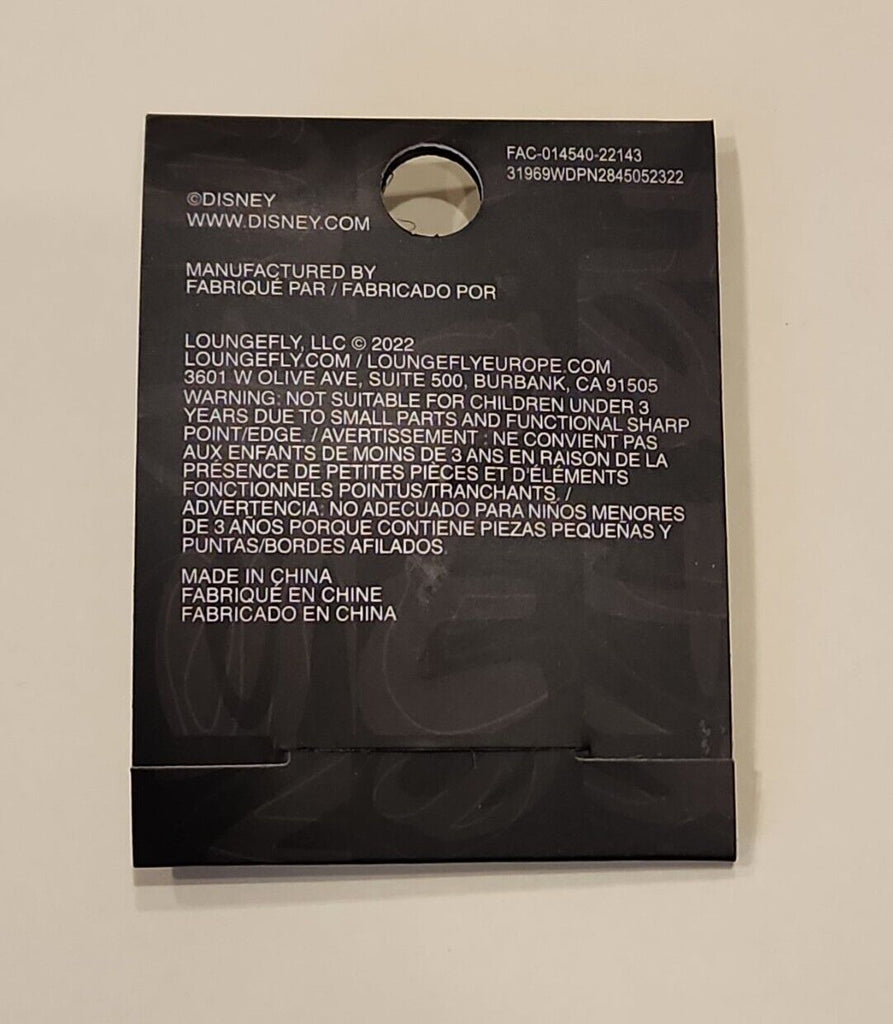 FAC-014540-22143
31969WDPN2845052322
©DISNEY
WWW.DISNEY.COM
MANUFACTURED BY
FABRIQUÉ PAR / FABRICADO POR
LOUNGEFLY, LLC © 2022
LOUNGEFLY.COM / LOUNGEFLYEUROPE.COM
3601 W OLIVE AVE, SUITE 500, BURBANK, CA 91505
WARNING: NOT SUITABLE FOR CHILDREN UNDER 3
YEARS DUE TO SMALL PARTS AND FUNCTIONAL SHARP
POINT/EDGE. / AVERTISSEMENT : NE CONVIENT PAS
AUX ENFANTS DE MOINS DE 3 ANS EN RAISON DE LA
PRÉSENCE DE PETITES PIÈCES ET D'ÉLÉMENTS
FONCTIONNELS POINTUS/TRANCHANTS. /
ADVERTENCIA: NO ADECUADO PARA NIÑOS MENORES
DE 3 AÑOS PORQUE CONTIENE PIEZAS PEQUEÑAS Y
PUNTAS/BORDES AFILADOS.
MADE IN CHINA
FABRIQUÉ EN CHINE
FABRICADO EN CHINA